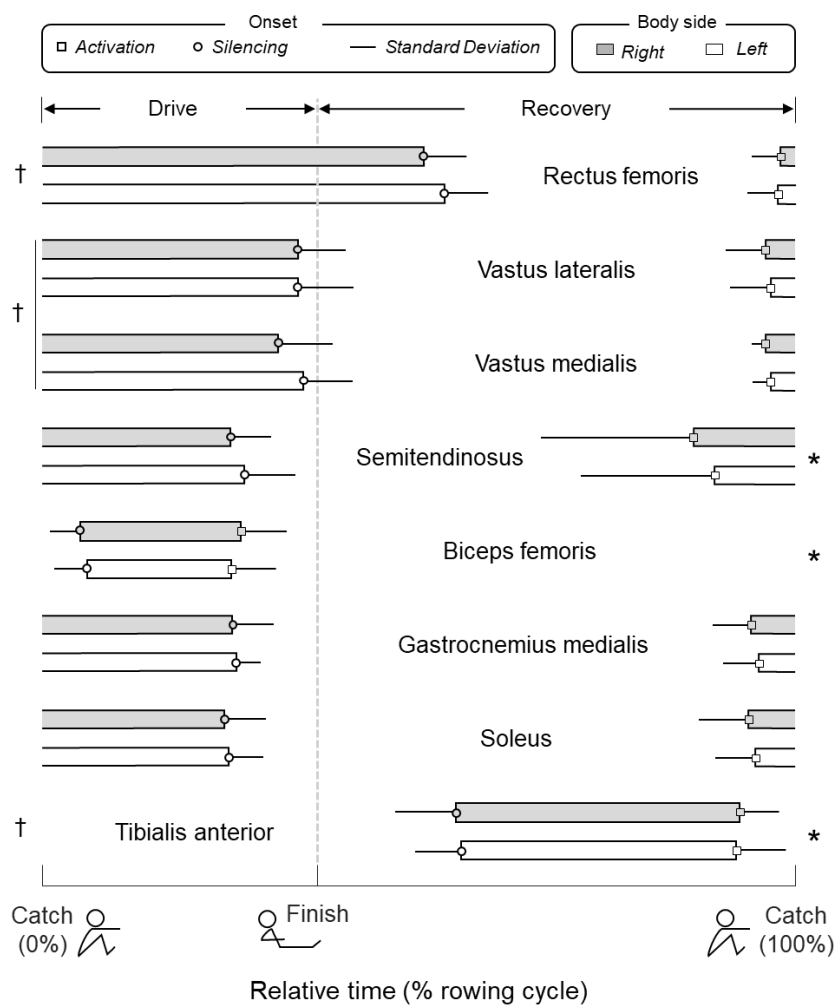 Onset
Activation Silencing Standard Deviation
Body side
Right Left
Drive Recovery
† Rectus femoris
Vastus lateralis
†
Vastus medialis
Semitendinosus *
Biceps femoris *
Gastrocnemius medialis
Soleus
† Tibialis anterior *
Catch
(0%)
Finish
Catch
(100%)
Relative time (% rowing cycle)